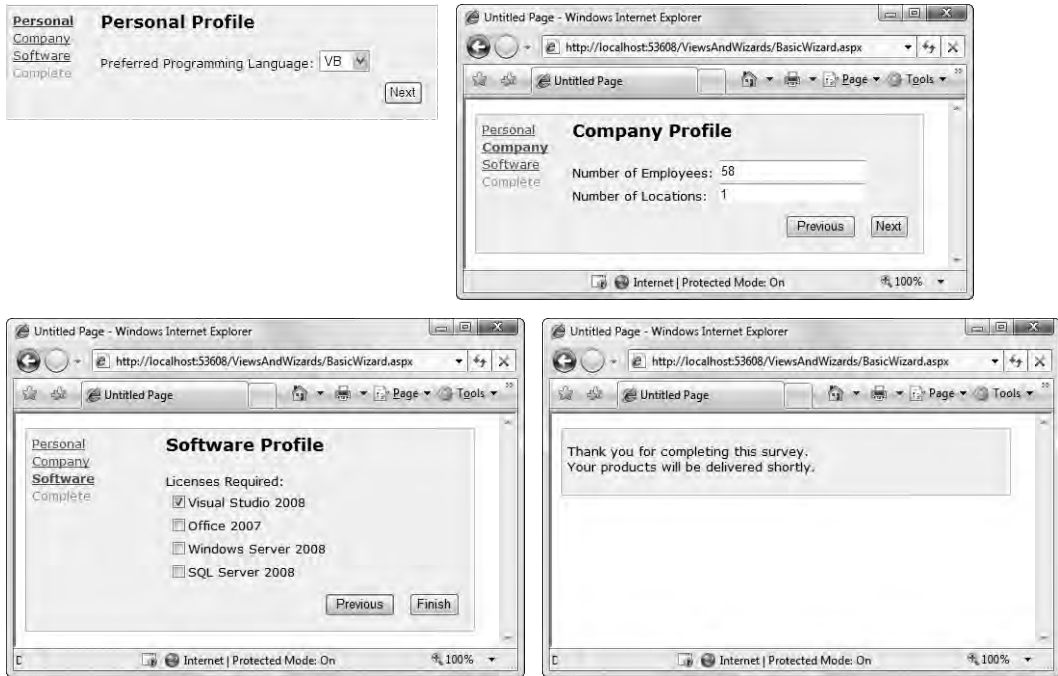 Personal
Company
Software
Complete
Personal Profile
Preferred Programming Language: VB
Next
Untitled Page - Windows Internet Explorer
http://localhost:53608/ViewsAndWizards/BasicWizard.aspx
Untitled Page
Page
Tools
Personal
Company
Software
Complete
Company Profile
Number of Employees: 58
Number of Locations: 1
Previous
Next
Internet | Protected Mode: On
100%
Untitled Page - Windows Internet Explorer
http://localhost:53608/ViewsAndWizards/BasicWizard.aspx
Untitled Page
Page
Tools
Personal
Company
Software
Complete
Software Profile
Licenses Required:
Visual Studio 2008
Office 2007
Windows Server 2008
SQL Server 2008
Previous
Finish
Internet | Protected Mode: On
100%
Untitled Page - Windows Internet Explorer
http://localhost:53608/ViewsAndWizards/BasicWizard.aspx
Untitled Page
Page
Tools
Thank you for completing this survey.
Your products will be delivered shortly.
Internet | Protected Mode: On
100%